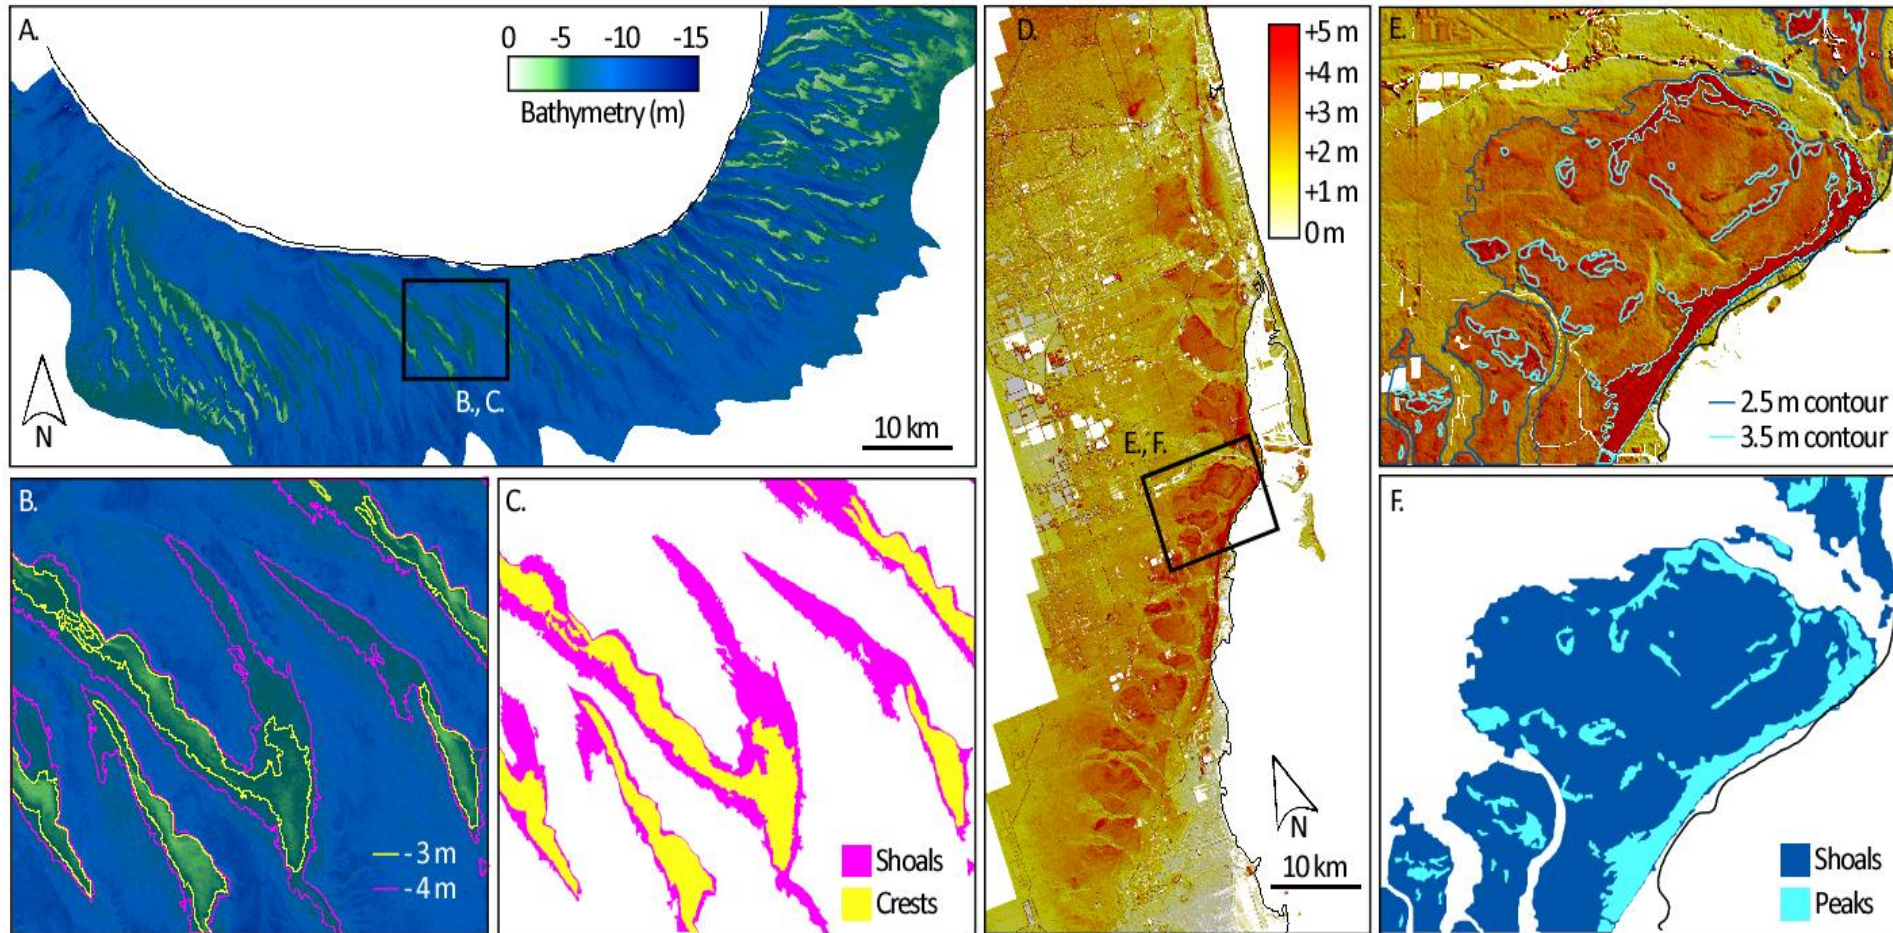 A.
0 -5 -10 -15
Bathymetry (m)
B., C.
N
10 km
B.
-3 m
-4 m
C.
Shoals
Crests
D.
+5 m
+4 m
+3 m
+2 m
+1 m
0 m
E., F.
N
10 km
E.
2.5 m contour
3.5 m contour
F.
Shoals
Peaks